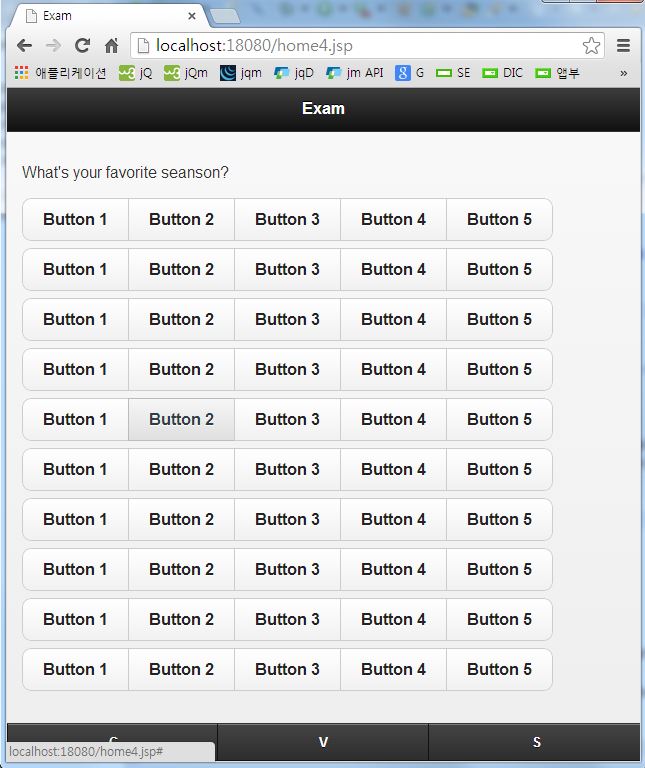 Exam
localhost:18080/home4.jsp
애플리케이션 jQ jQm jqm jqD jm API G SE DIC 앱부 »
Exam
What's your favorite seanson?
Button 1 Button 2 Button 3 Button 4 Button 5
Button 1 Button 2 Button 3 Button 4 Button 5
Button 1 Button 2 Button 3 Button 4 Button 5
Button 1 Button 2 Button 3 Button 4 Button 5
Button 1 Button 2 Button 3 Button 4 Button 5
Button 1 Button 2 Button 3 Button 4 Button 5
Button 1 Button 2 Button 3 Button 4 Button 5
Button 1 Button 2 Button 3 Button 4 Button 5
Button 1 Button 2 Button 3 Button 4 Button 5
Button 1 Button 2 Button 3 Button 4 Button 5
V S
localhost:18080/home4.jsp#